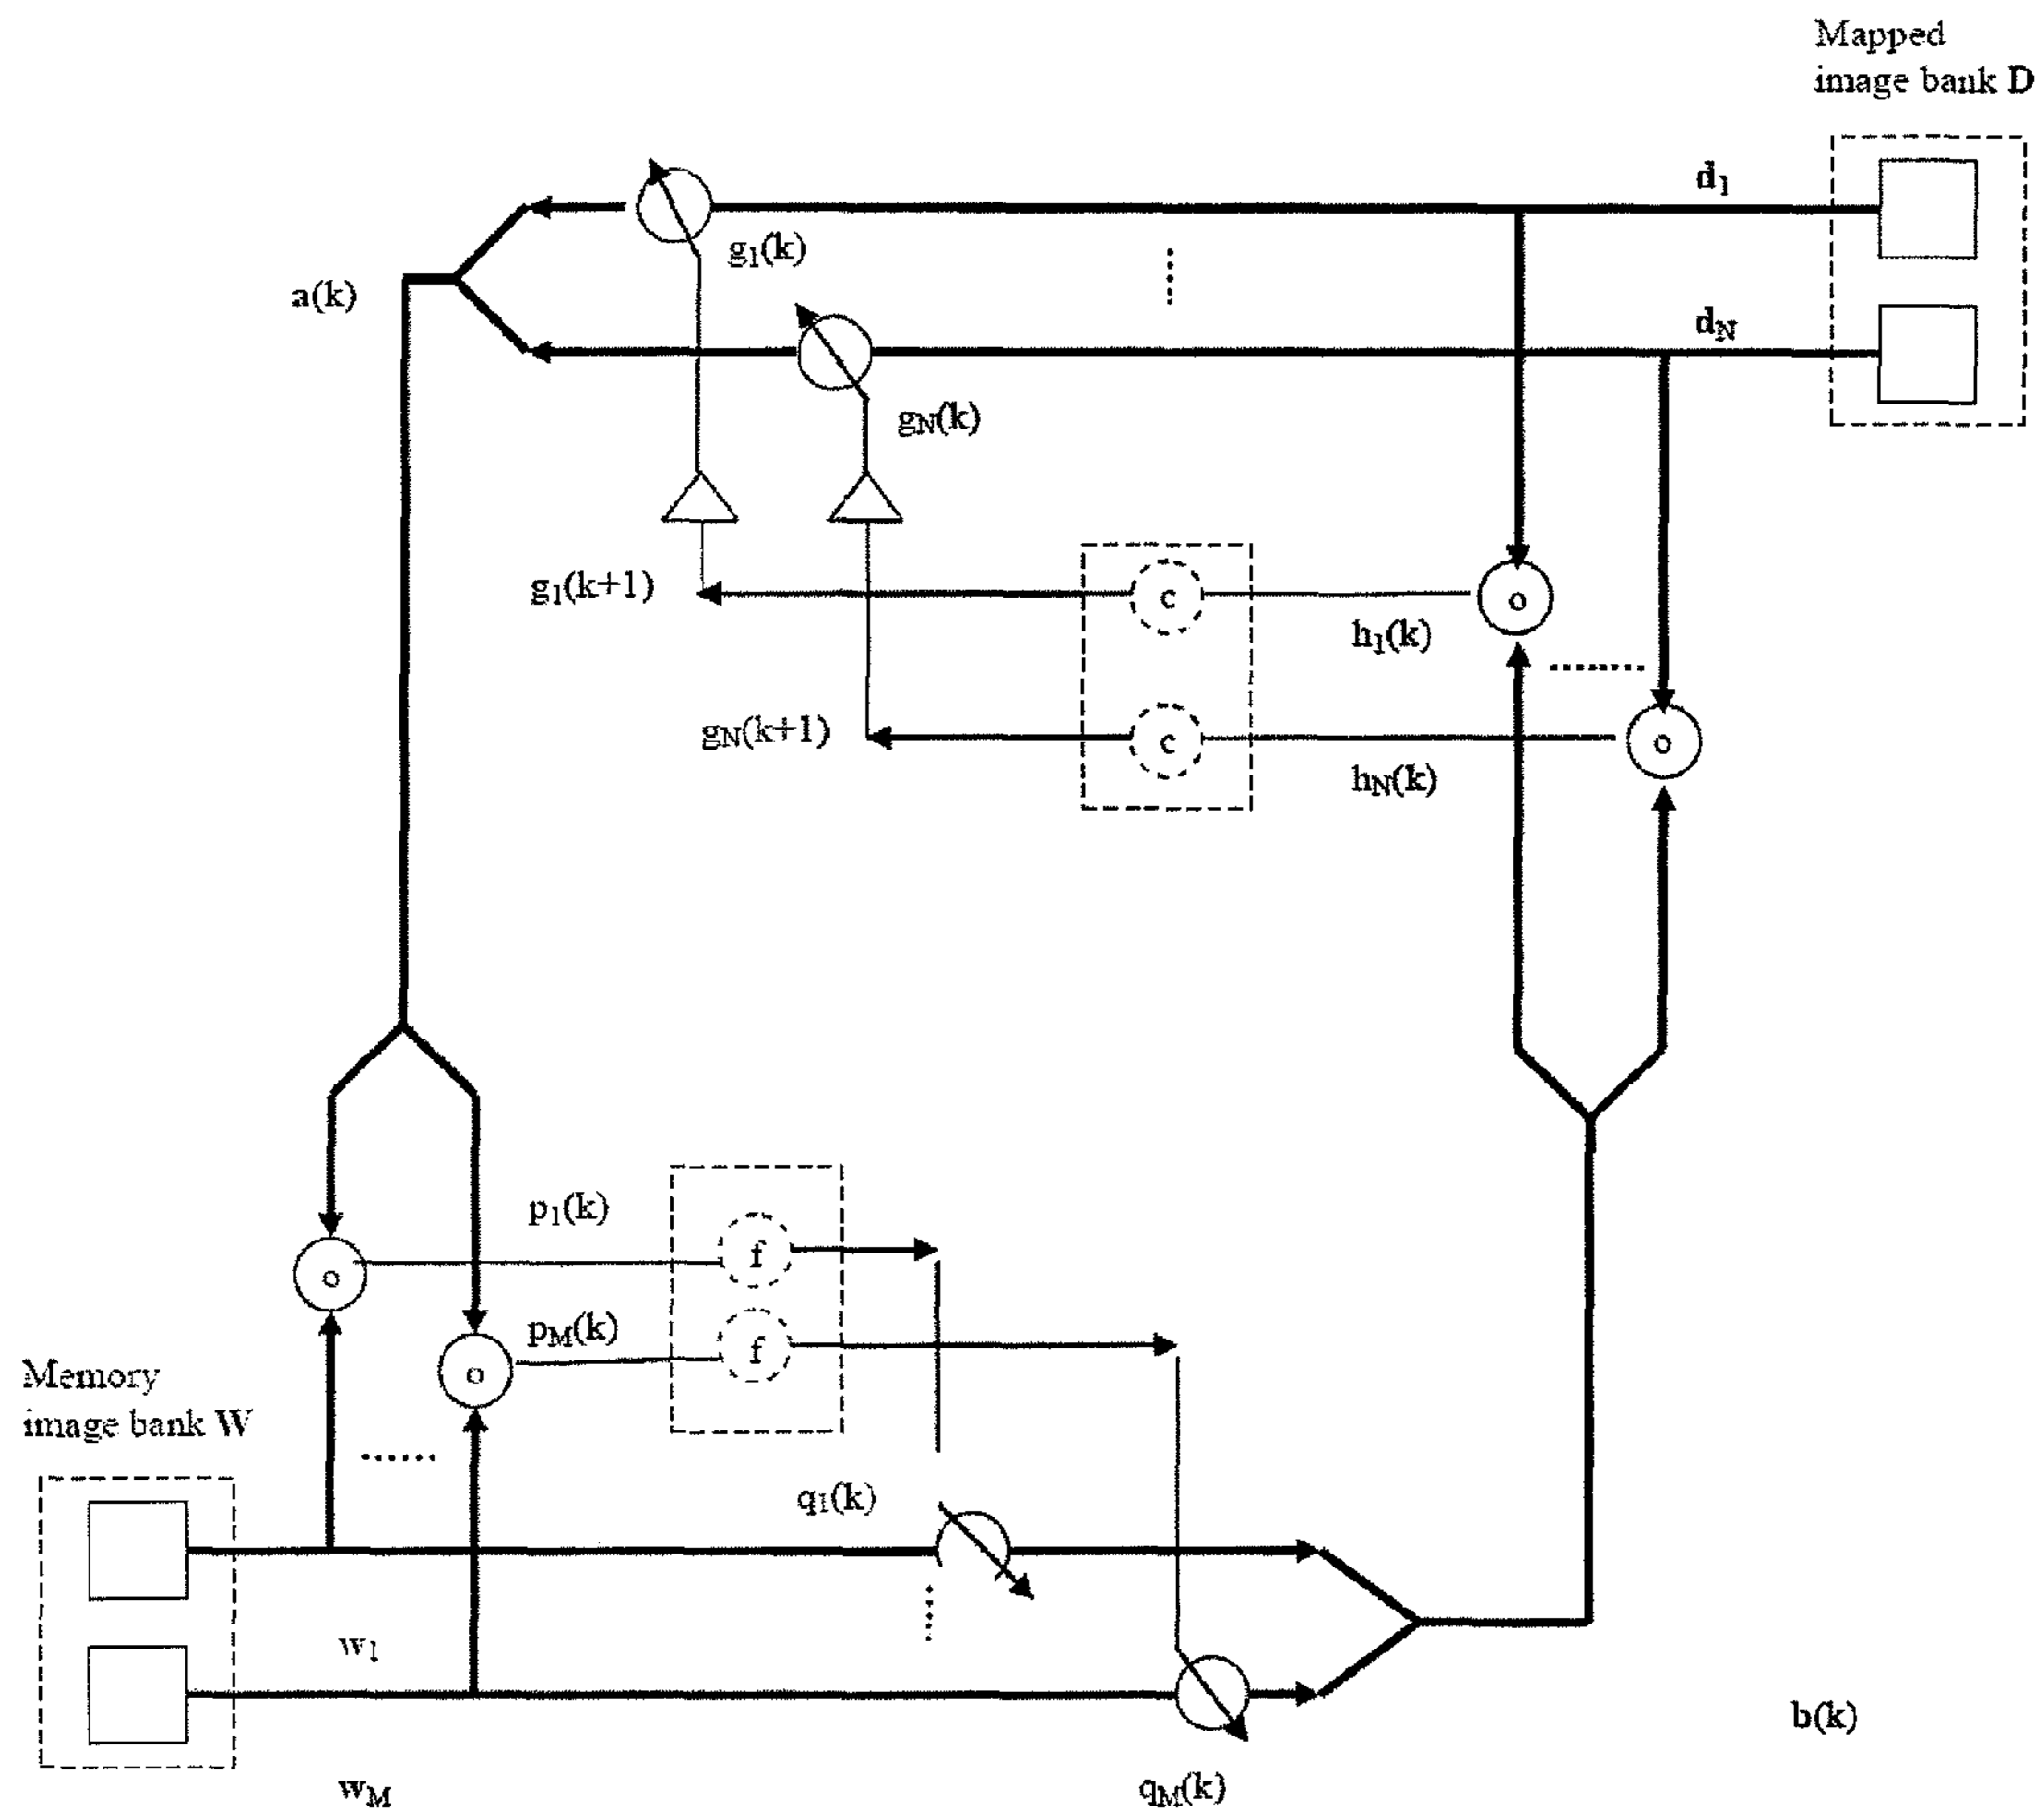 Mapped
image bank D
d1
g1(k)
a(k)
dN
gN(k)
g1(k+1)
c
o
h1(k)
gN(k+1)
c
o
hN(k)
p1(k)
f
o
pM(k)
f
o
Memory
image bank W
q1(k)
w1
b(k)
wM
qM(k)